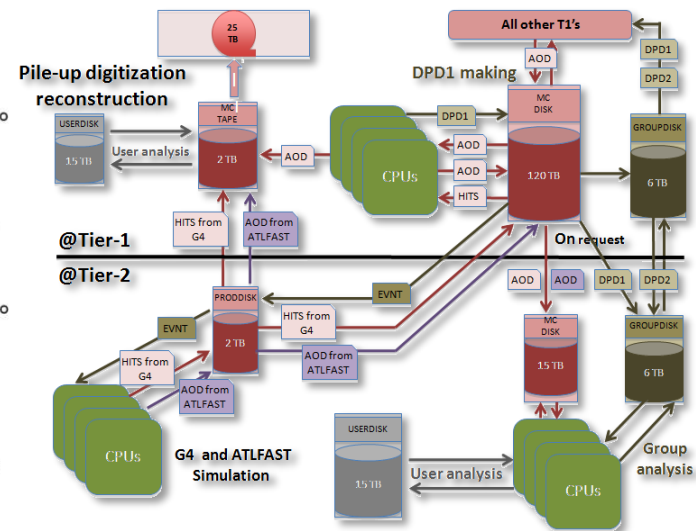 25
TB
All other T1's
AOD
DPD1
DPD2
Pile-up digitization
reconstruction
DPD1 making
MC
TAPE
2 TB
USERDISK
15 TB
User analysis
AOD
CPUs
DPD1
AOD
AOD
HITS
MC
DISK
120 TB
GROUPDISK
6 TB
HITS from
G4
AOD from
ATLFAST
@Tier-1
On request
@Tier-2
AOD
AOD
DPD1
DPD2
PRODDISK
2 TB
EVNT
EVNT
HITS from
G4
AOD from
ATLFAST
MC
DISK
15 TB
GROUPDISK
6 TB
HITS from
G4
AOD from
ATLFAST
CPUs
G4 and ATLFAST
Simulation
USERDISK
15 TB
User analysis
CPUs
Group
analysis